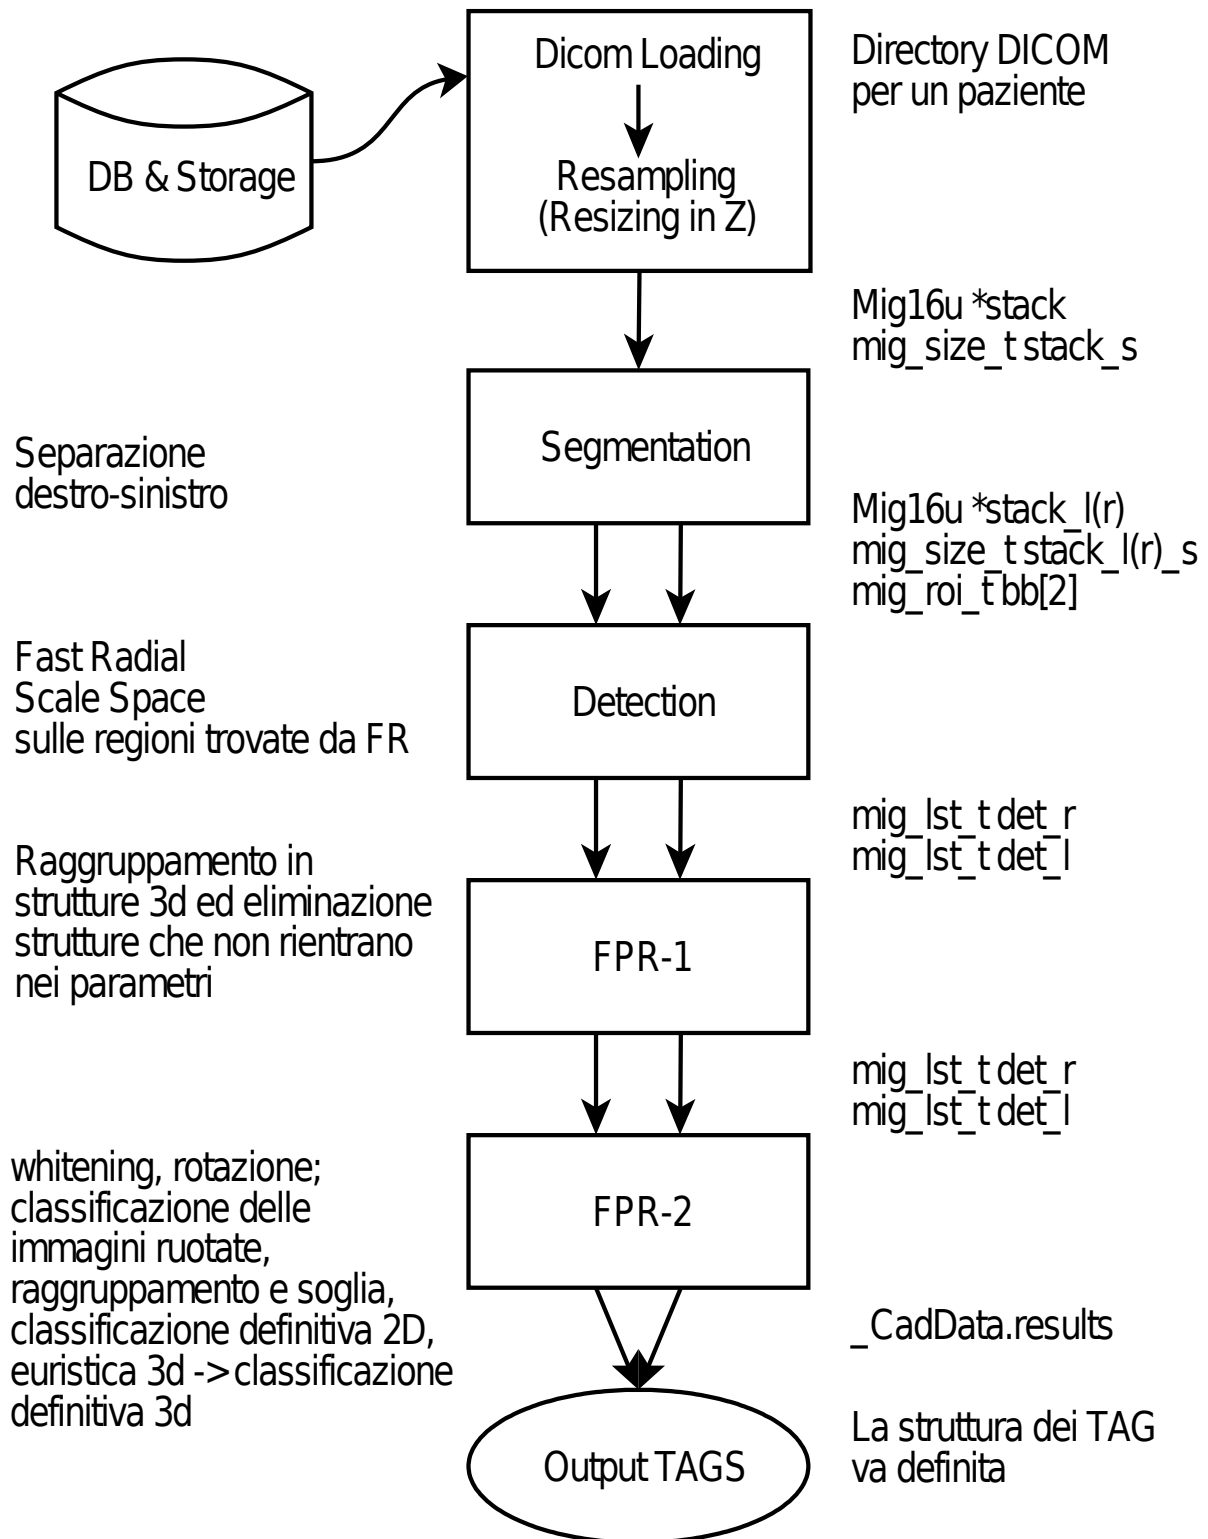 Dicom Loading
Directory DICOM
per un paziente
DB & Storage
Resampling
(Resizing in Z)
Mig16u *stack
mig_size_t stack_s
Segmentation
Separazione
destro-sinistro
Mig16u *stack_l(r)
mig_size_t stack_l(r)_s
mig_roi_t bb[2]
Fast Radial
Scale Space
sulle regioni trovate da FR
Detection
mig_lst_t det_r
mig_lst_t det_l
Raggruppamento in
strutture 3d ed eliminazione
strutture che non rientrano
nei parametri
FPR-1
mig_lst_t det_r
mig_lst_t det_l
whitening, rotazione;
classificazione delle
immagini ruotate,
raggruppamento e soglia,
classificazione definitiva 2D,
euristica 3d -> classificazione
definitiva 3d
FPR-2
_CadData.results
Output TAGS
La struttura dei TAG
va definita